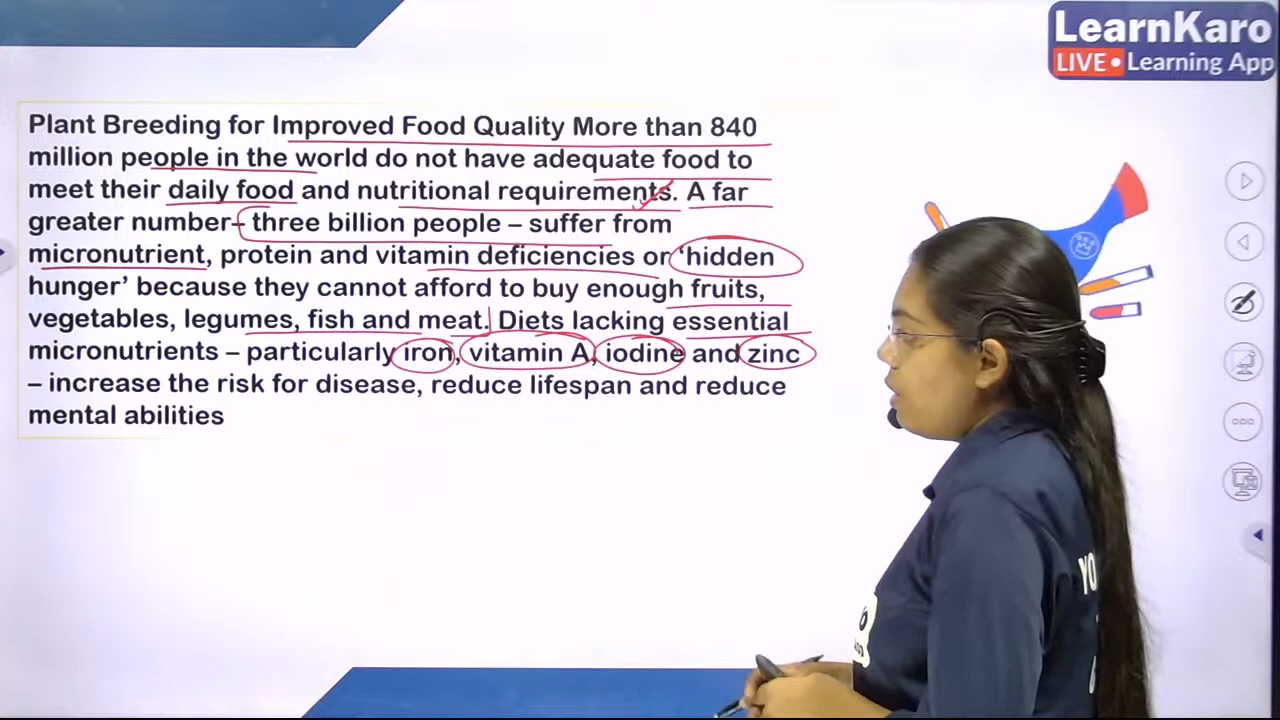 LearnKaro
LIVE • Learning App
Plant Breeding for Improved Food Quality More than 840
million people in the world do not have adequate food to
meet their daily food and nutritional requirements. A far
greater number– three billion people – suffer from
micronutrient, protein and vitamin deficiencies or ‘hidden
hunger’ because they cannot afford to buy enough fruits,
vegetables, legumes, fish and meat. Diets lacking essential
micronutrients – particularly iron, vitamin A, iodine and zinc
– increase the risk for disease, reduce lifespan and reduce
mental abilities
YO